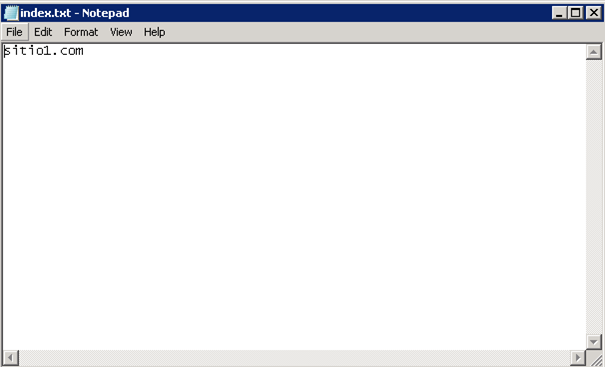 index.txt - Notepad
File Edit Format View Help
sitio1.com